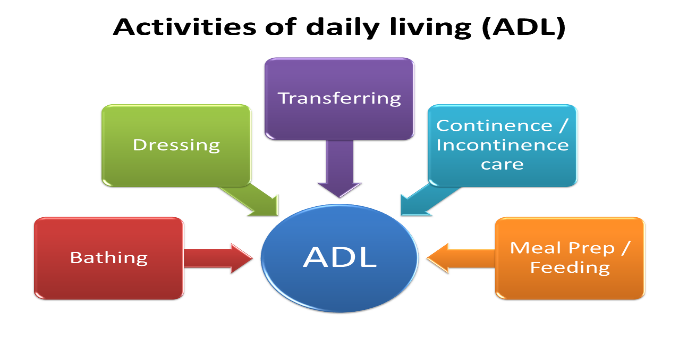 Activities of daily living (ADL)
Transferring
Dressing
Continence /
Incontinence
care
Bathing
ADL
Meal Prep /
Feeding